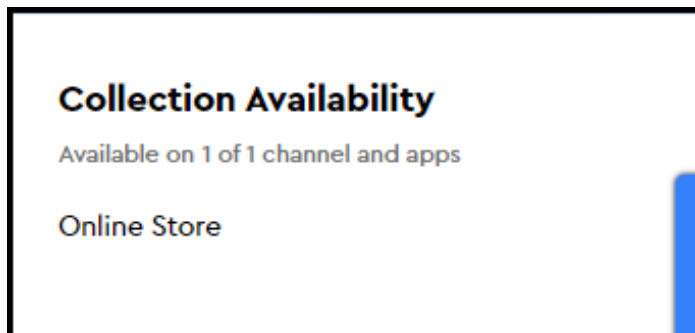 Collection Availability
Available on 1 of 1 channel and apps
Online Store